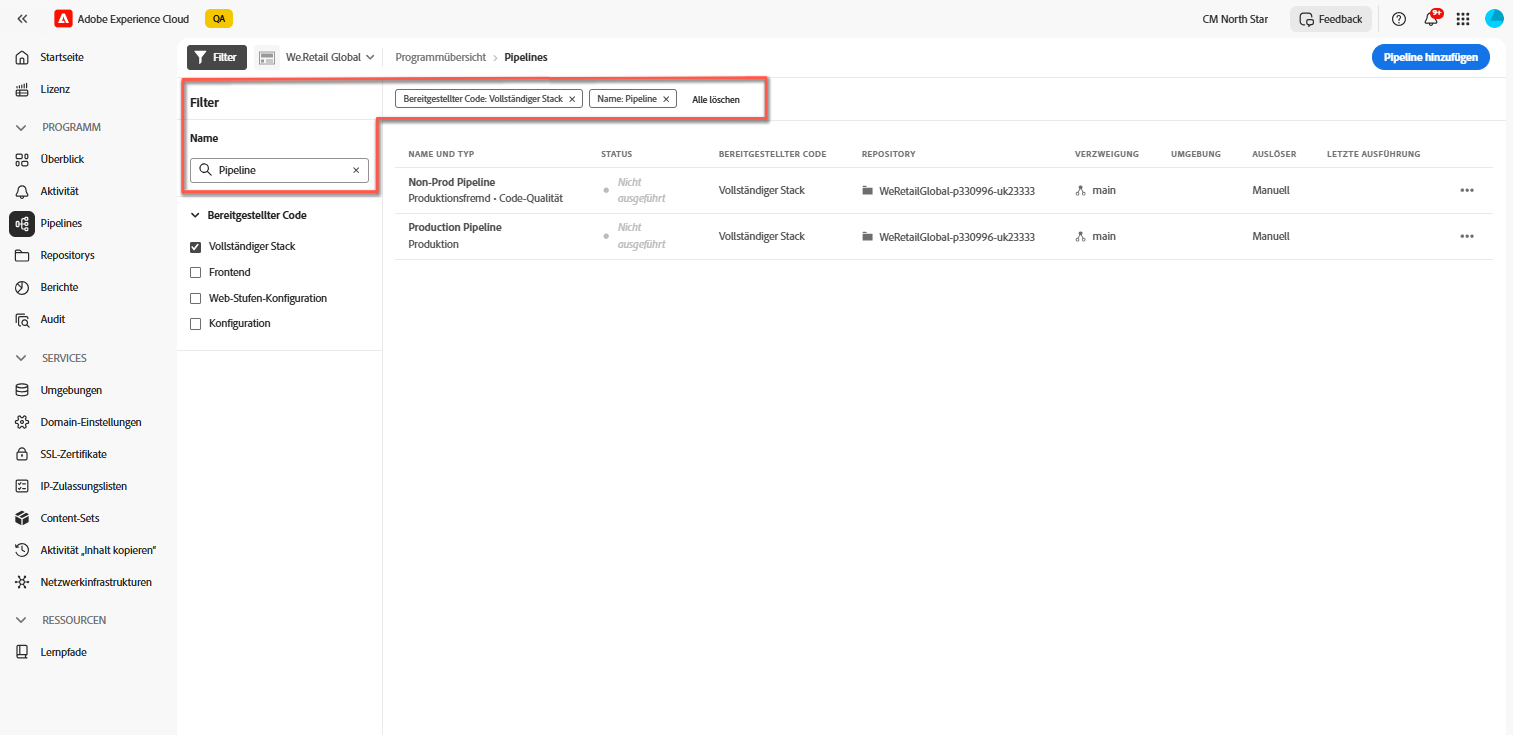 Adobe Experience Cloud QA CM North Star Feedback 9+
Startseite
Lizenz
PROGRAMM
Überblick
Aktivität
Pipelines
Repositorys
Berichte
Audit
SERVICES
Umgebungen
Domain-Einstellungen
SSL-Zertifikate
IP-Zulassungslisten
Content-Sets
Aktivität „Inhalt kopieren“
Netzwerkinfrastrukturen
RESSOURCEN
Lernpfade
Filter We.Retail Global Programmübersicht > Pipelines Pipeline hinzufügen
Filter
Name
Pipeline
Bereitgestellter Code
Vollständiger Stack
Frontend
Web-Stufen-Konfiguration
Konfiguration
Bereitgestellter Code: Vollständiger Stack × Name: Pipeline × Alle löschen
NAME UND TYP STATUS BEREITGESTELLTER CODE REPOSITORY VERZWEIGUNG UMGEBUNG AUSLÖSER LETZTE AUSFÜHRUNG
Non-Prod Pipeline
Produktionsfremd • Code-Qualität
Nicht
ausgeführt
Vollständiger Stack WeRetailGlobal-p330996-uk23333 main Manuell
Production Pipeline
Produktion
Nicht
ausgeführt
Vollständiger Stack WeRetailGlobal-p330996-uk23333 main Manuell